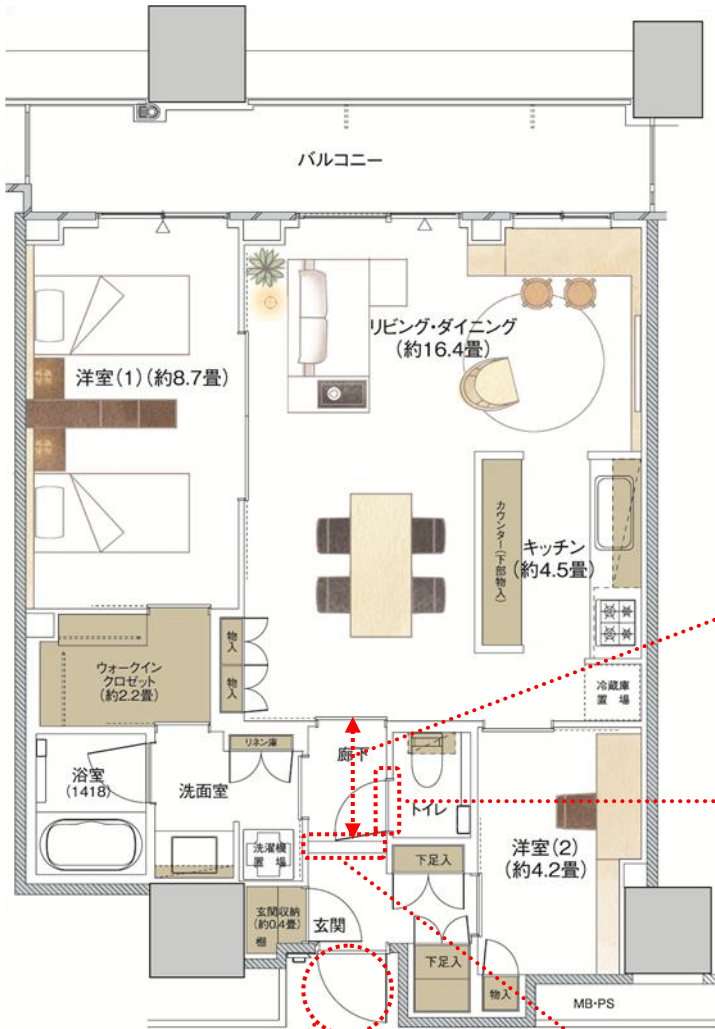 バルコニー
リビング・ダイニング
(約16.4畳)
洋室(1)(約8.7畳)
カウンター(下部物入)
キッチン
(約4.5畳)
物入
物入
ウォークイン
クロゼット
(約2.2畳)
冷蔵庫
置場
リネン庫
廊下
浴室
(1418)
洗面室
トイレ
洗濯機
置場
下足入
洋室(2)
(約4.2畳)
玄関収納
(約0.4畳)
棚
玄関
下足入
物入
MB・PS